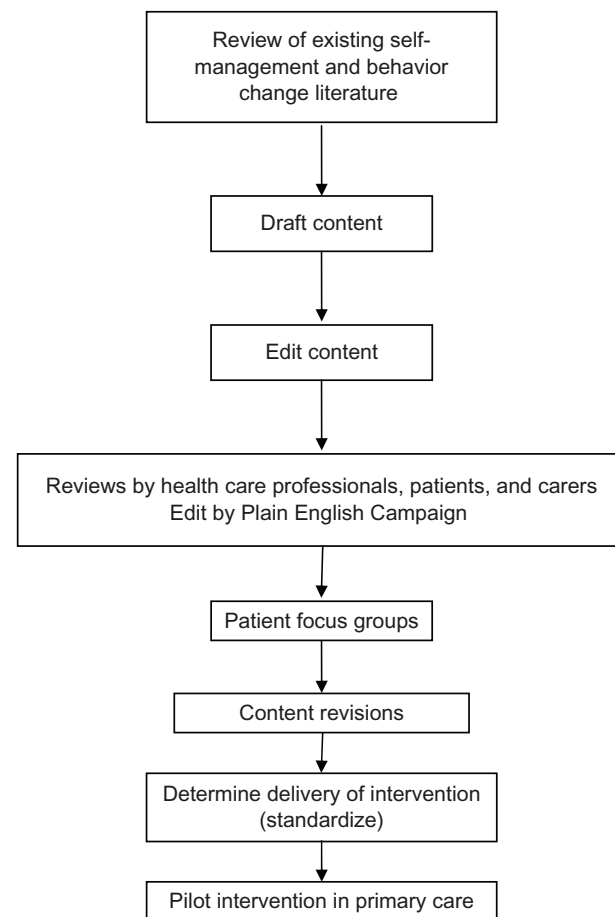 Review of existing self-
management and behavior
change literature
Draft content
Edit content
Reviews by health care professionals, patients, and carers
Edit by Plain English Campaign
Patient focus groups
Content revisions
Determine delivery of intervention
(standardize)
Pilot intervention in primary care